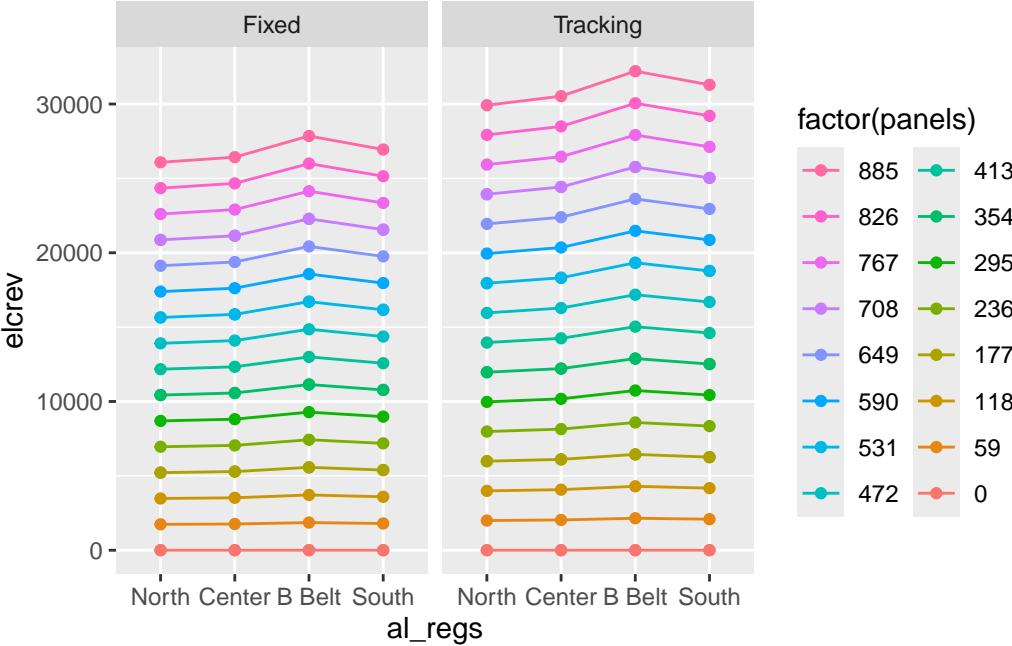 Fixed Tracking
30000
20000
10000
0
elcrev
North Center B Belt South North Center B Belt South
al_regs
factor(panels)
885 413
826 354
767 295
708 236
649 177
590 118
531 59
472 0